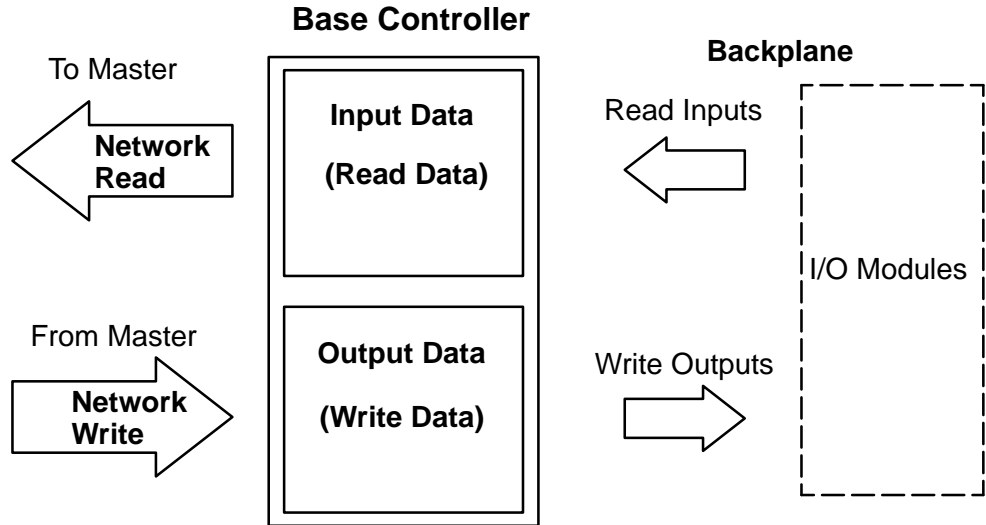 Base Controller
Backplane
To Master
Network
Read
Input Data
(Read Data)
Read Inputs
I/O Modules
From Master
Network
Write
Output Data
(Write Data)
Write Outputs